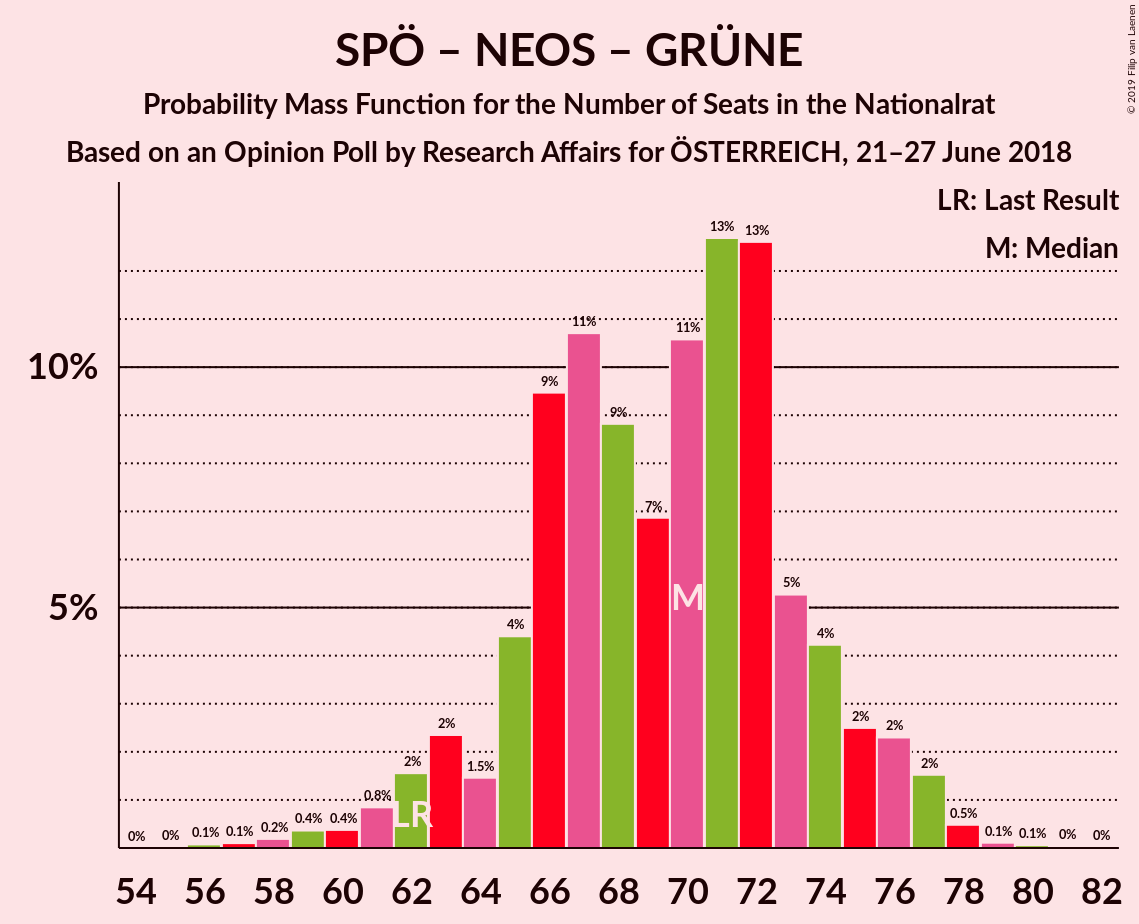 SPÖ – NEOS – GRÜNE
Probability Mass Function for the Number of Seats in the Nationalrat
Based on an Opinion Poll by Research Affairs for ÖSTERREICH, 21–27 June 2018
© 2019 Filip van Laenen
LR: Last Result
M: Median
10%
5%
0% 0% 0.1% 0.1% 0.2% 0.4% 0.4% 0.8% 2% 2% 1.5% 4% 9% 11% 9% 7% 11% 13% 13% 5% 4% 2% 2% 2% 0.5% 0.1% 0.1% 0% 0%
LR
M
54 56 58 60 62 64 66 68 70 72 74 76 78 80 82